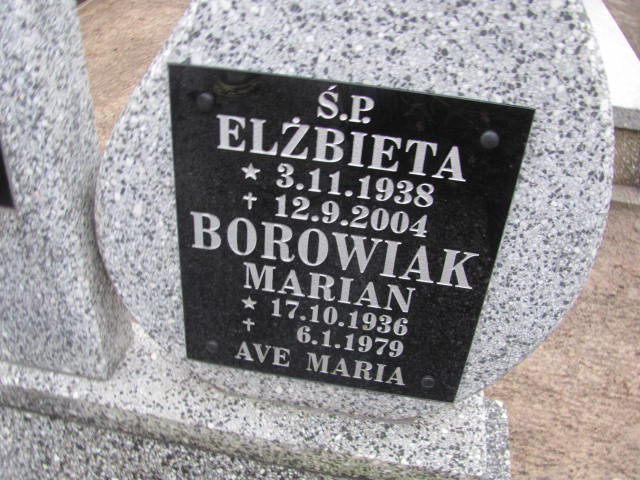 Ś.P.
ELŻBIETA
* 3.11.1938
✝ 12.9.2004
BOROWIAK
MARIAN
* 17.10.1936
✝ 6.1.1979
AVE MARIA